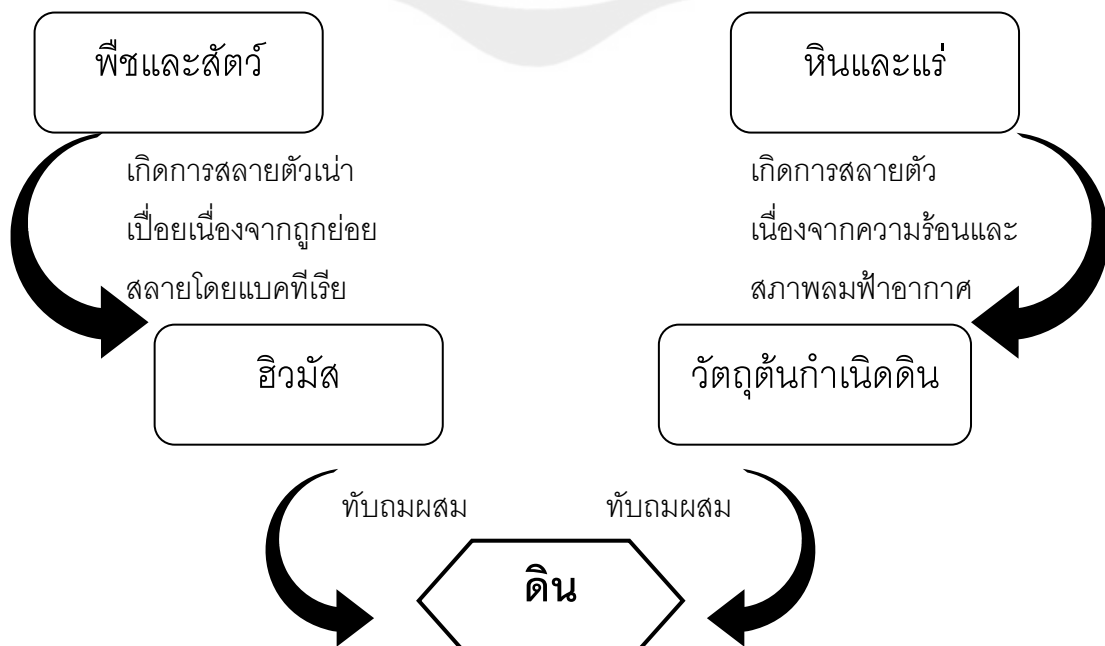 พืชและสัตว์
หินและแร่
เกิดการสลายตัวเน่า
เปื่อยเนื่องจากถูกย่อย
สลายโดยแบคทีเรีย
เกิดการสลายตัว
เนื่องจากความร้อนและ
สภาพลมฟ้าอากาศ
ฮิวมัส
วัตถุต้นกำเนิดดิน
ทับถมผสม
ทับถมผสม
ดิน